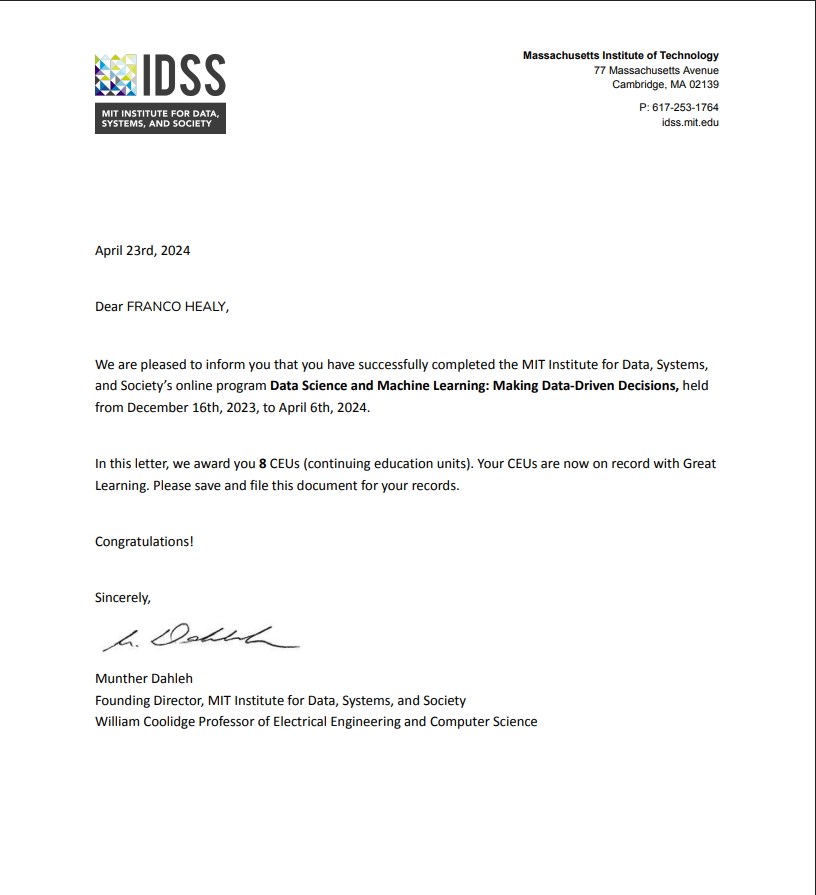 IDSS
MIT INSTITUTE FOR DATA,
SYSTEMS, AND SOCIETY
Massachusetts Institute of Technology
77 Massachusetts Avenue
Cambridge, MA 02139
P: 617-253-1764
idss.mit.edu
April 23rd, 2024
Dear FRANCO HEALY,
We are pleased to inform you that you have successfully completed the MIT Institute for Data, Systems,
and Society’s online program Data Science and Machine Learning: Making Data-Driven Decisions, held
from December 16th, 2023, to April 6th, 2024.
In this letter, we award you 8 CEUs (continuing education units). Your CEUs are now on record with Great
Learning. Please save and file this document for your records.
Congratulations!
Sincerely,
M. Dahleh
Munther Dahleh
Founding Director, MIT Institute for Data, Systems, and Society
William Coolidge Professor of Electrical Engineering and Computer Science